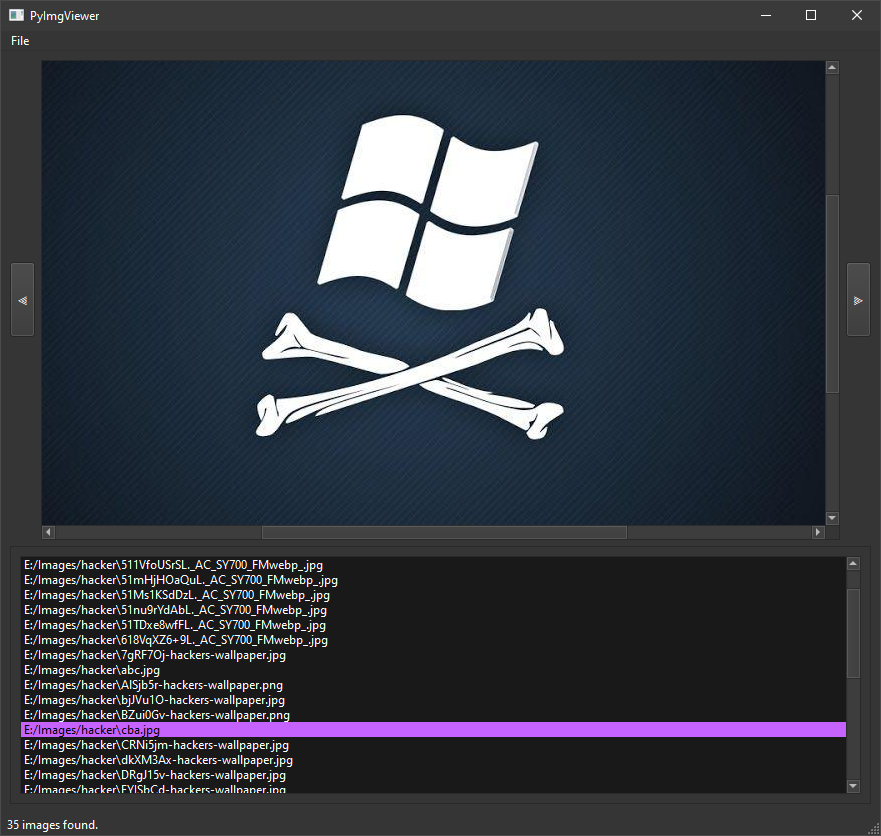 PyImgViewer
File
E:/Images/hacker\511VfoUSrSL._AC_SY700_FMwebp_.jpg
E:/Images/hacker\51mHjHOaQuL._AC_SY700_FMwebp_.jpg
E:/Images/hacker\51Ms1KSdDzL._AC_SY700_FMwebp_.jpg
E:/Images/hacker\51nu9rYdAbL._AC_SY700_FMwebp_.jpg
E:/Images/hacker\51TDxe8wfFL._AC_SY700_FMwebp_.jpg
E:/Images/hacker\618VqXZ6+9L._AC_SY700_FMwebp_.jpg
E:/Images/hacker\7gRF7Oj-hackers-wallpaper.jpg
E:/Images/hacker\abc.jpg
E:/Images/hacker\AlSjb5r-hackers-wallpaper.png
E:/Images/hacker\bjJVu1O-hackers-wallpaper.jpg
E:/Images/hacker\BZui0Gv-hackers-wallpaper.png
E:/Images/hacker\cba.jpg
E:/Images/hacker\CRNi5jm-hackers-wallpaper.jpg
E:/Images/hacker\dkXM3Ax-hackers-wallpaper.jpg
E:/Images/hacker\DRgJ15v-hackers-wallpaper.jpg
E:/Images/hacker\FYlSbCd-hackers-wallpaper.jpg
35 images found.